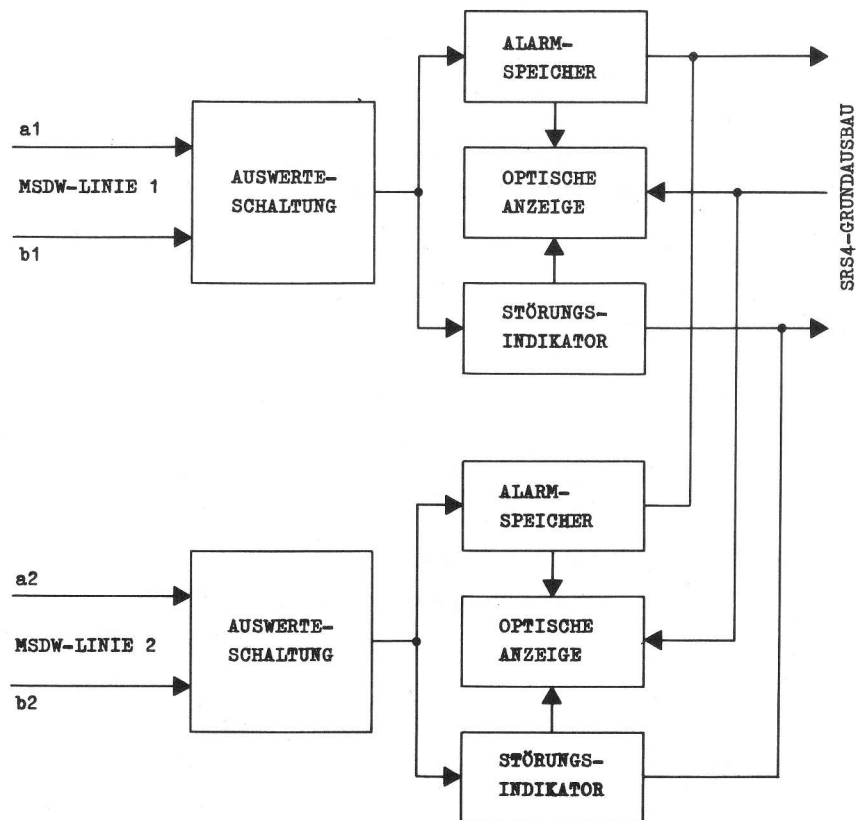 ALARM-
SPEICHER
a1
MSDW-LINIE 1
b1
AUSWERTE-
SCHALTUNG
OPTISCHE
ANZEIGE
STÖRUNGS-
INDIKATOR
SRS4-GRUNDAUSBAU
ALARM-
SPEICHER
a2
MSDW-LINIE 2
b2
AUSWERTE-
SCHALTUNG
OPTISCHE
ANZEIGE
STÖRUNGS-
INDIKATOR